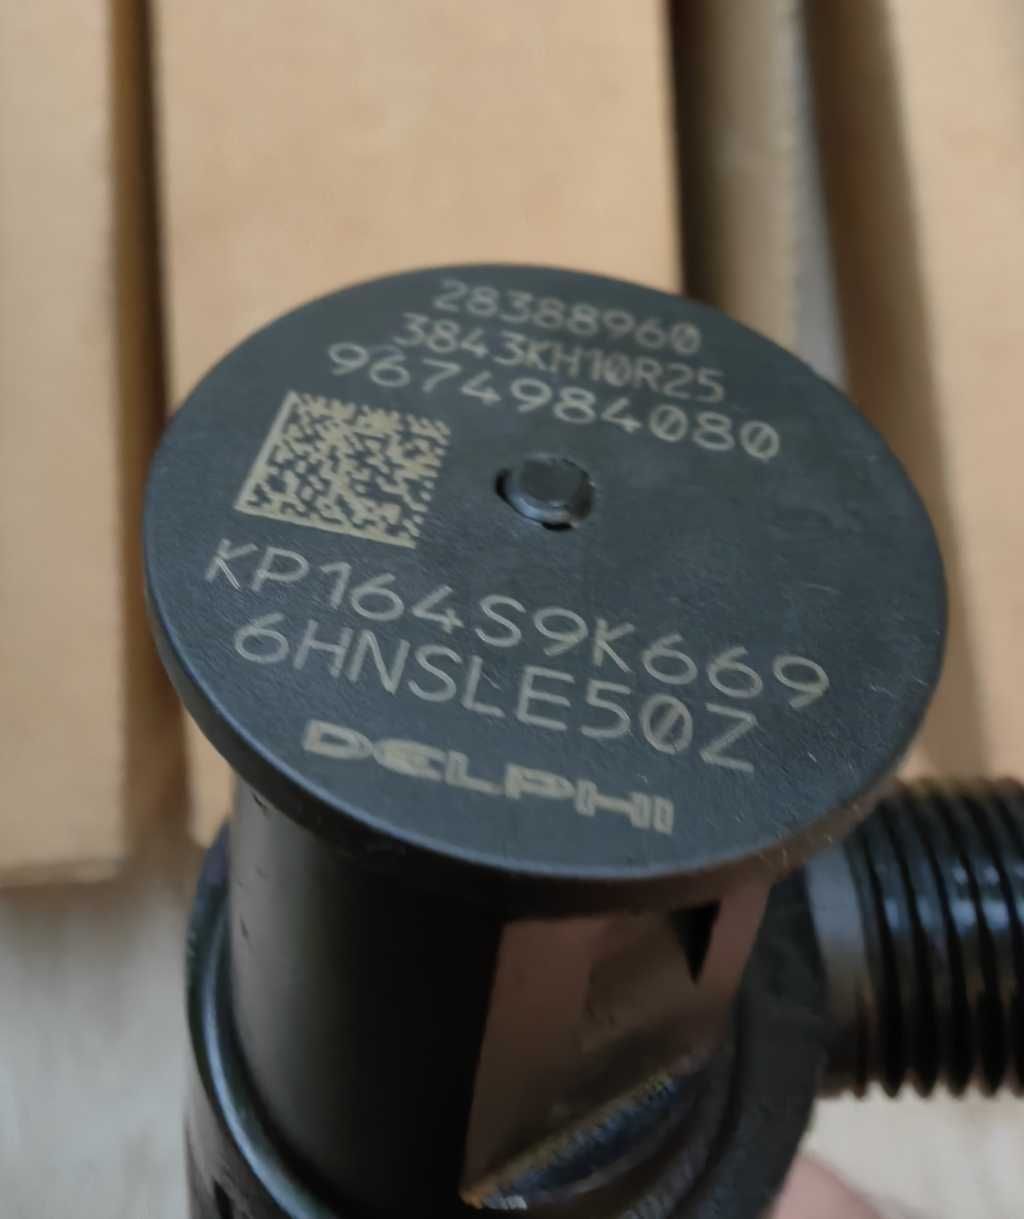 28388960
3843KH10R25
9674984080
KP164S9K669
6HNSLE50Z
DELPHI